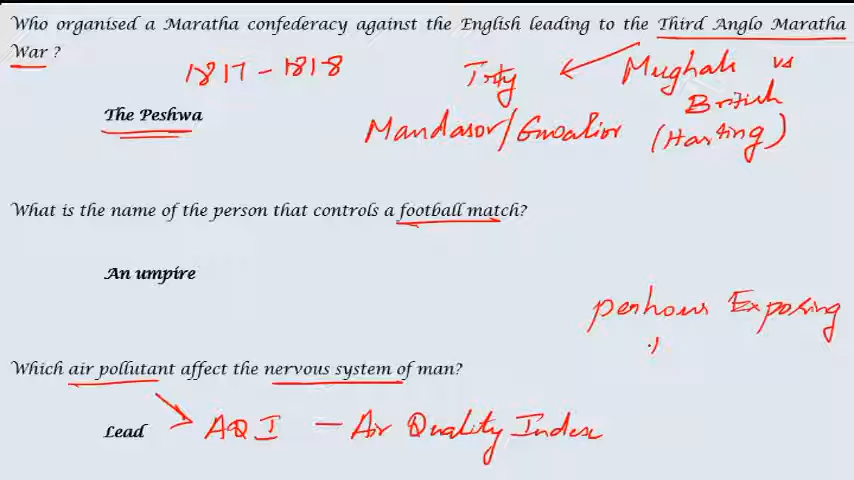 Who organised a Maratha confederacy against the English leading to the Third Anglo Maratha
War ?
1817 - 1818
Mughals vs
British
(Harting)
Mandasor/Gwalior
The Peshwa
What is the name of the person that controls a football match?
An umpire
Exposing
Which air pollutant affect the nervous system of man?
Lead
AQI - Air Quality Index